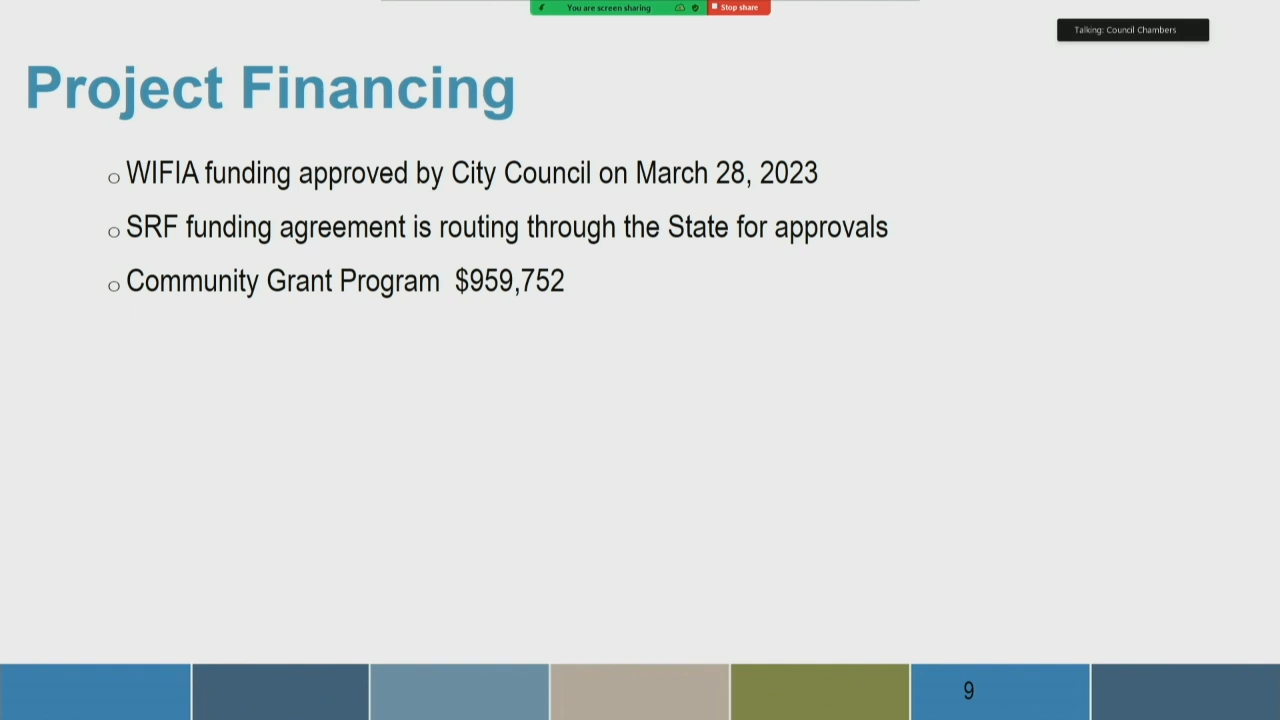 You are screen sharing
Stop share
Talking: Council Chambers
Project Financing
o WIFIA funding approved by City Council on March 28, 2023
o SRF funding agreement is routing through the State for approvals
o Community Grant Program $959,752
9